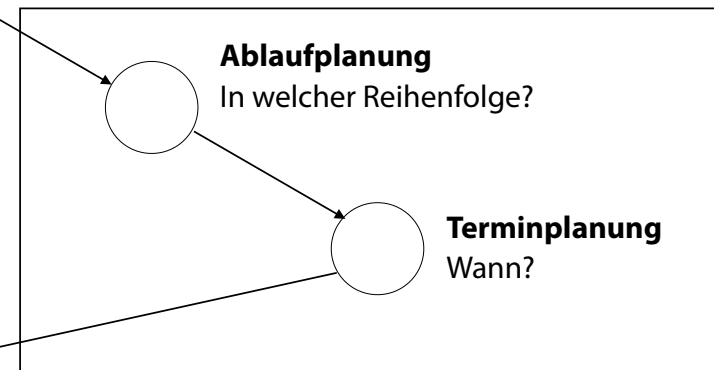 Ablaufplanung
In welcher Reihenfolge?
Terminplanung
Wann?